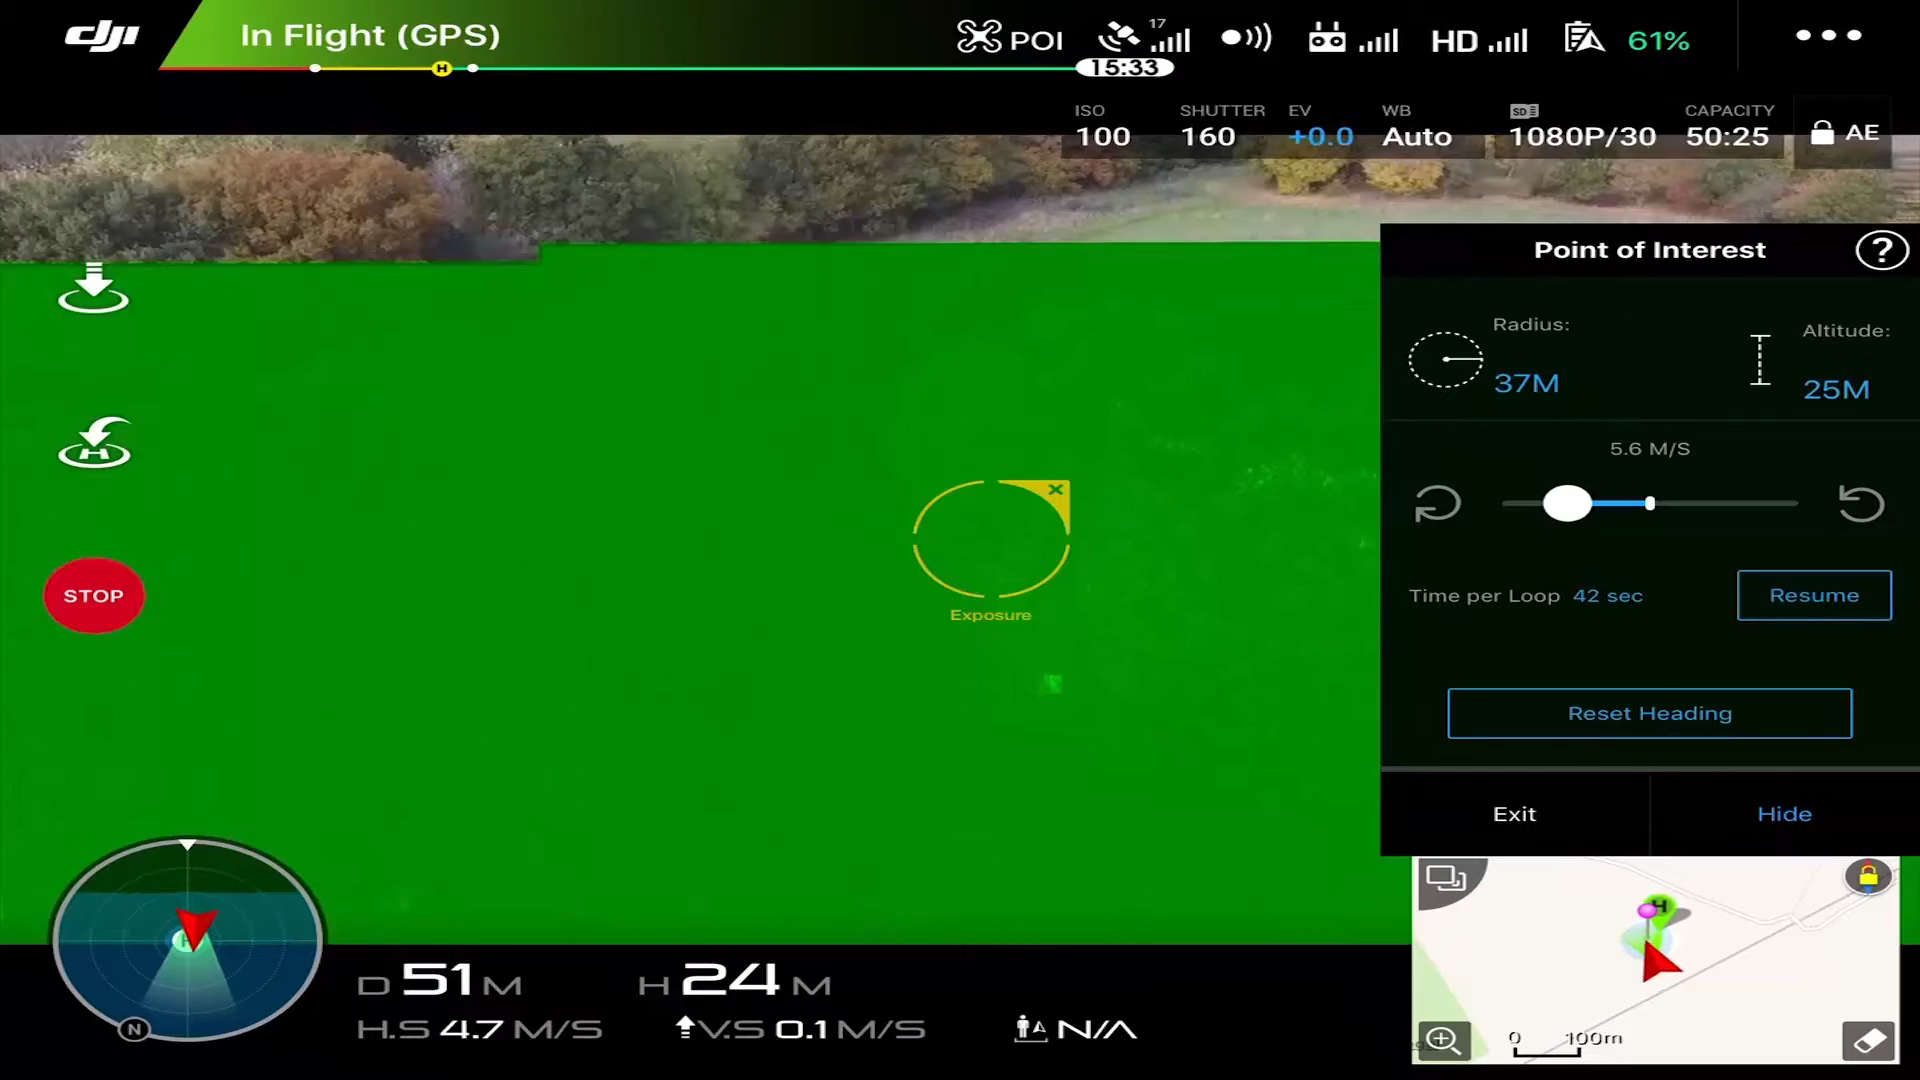 dji
In Flight (GPS)
POI
17
HD
61%
H
15:33
ISO
100
SHUTTER
160
EV
+0.0
WB
Auto
SD
1080P/30
CAPACITY
50:25
AE
Point of Interest
?
Radius:
37M
Altitude:
25M
5.6 M/S
H
STOP
Exposure
Time per Loop 42 sec
Resume
Reset Heading
Exit
Hide
H
N
D 51 M
H 24 M
H.S 4.7 M/S
V.S 0.1 M/S
N/A
H
0
100m